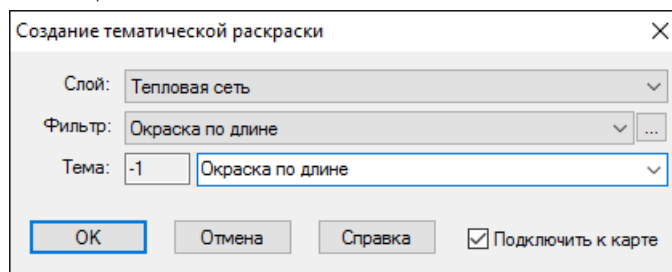 Создание тематической раскраски
Слой: Тепловая сеть
Фильтр: Окраска по длине ...
Тема: -1 Окраска по длине
OK Отмена Справка Подключить к карте